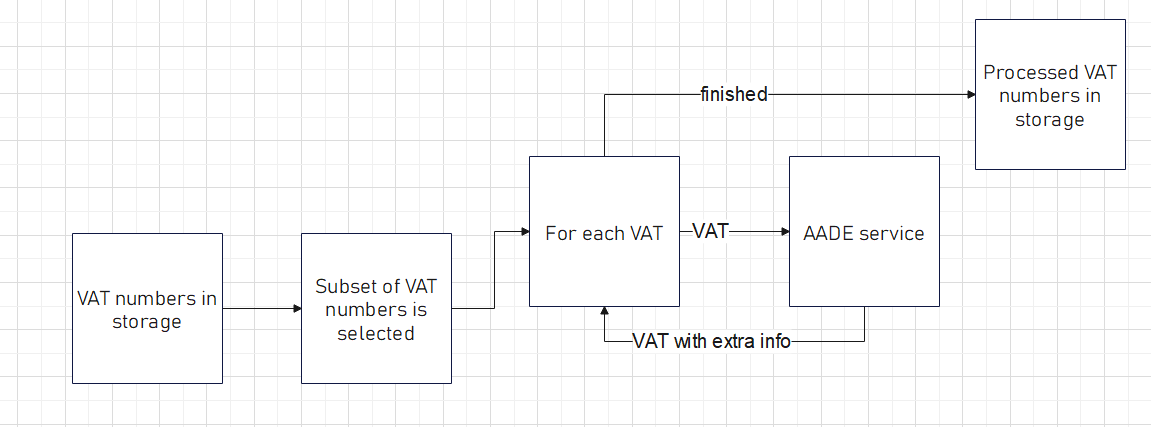 VAT numbers in
storage
Subset of VAT
numbers is
selected
For each VAT
VAT
AADE service
VAT with extra info
finished
Processed VAT
numbers in
storage